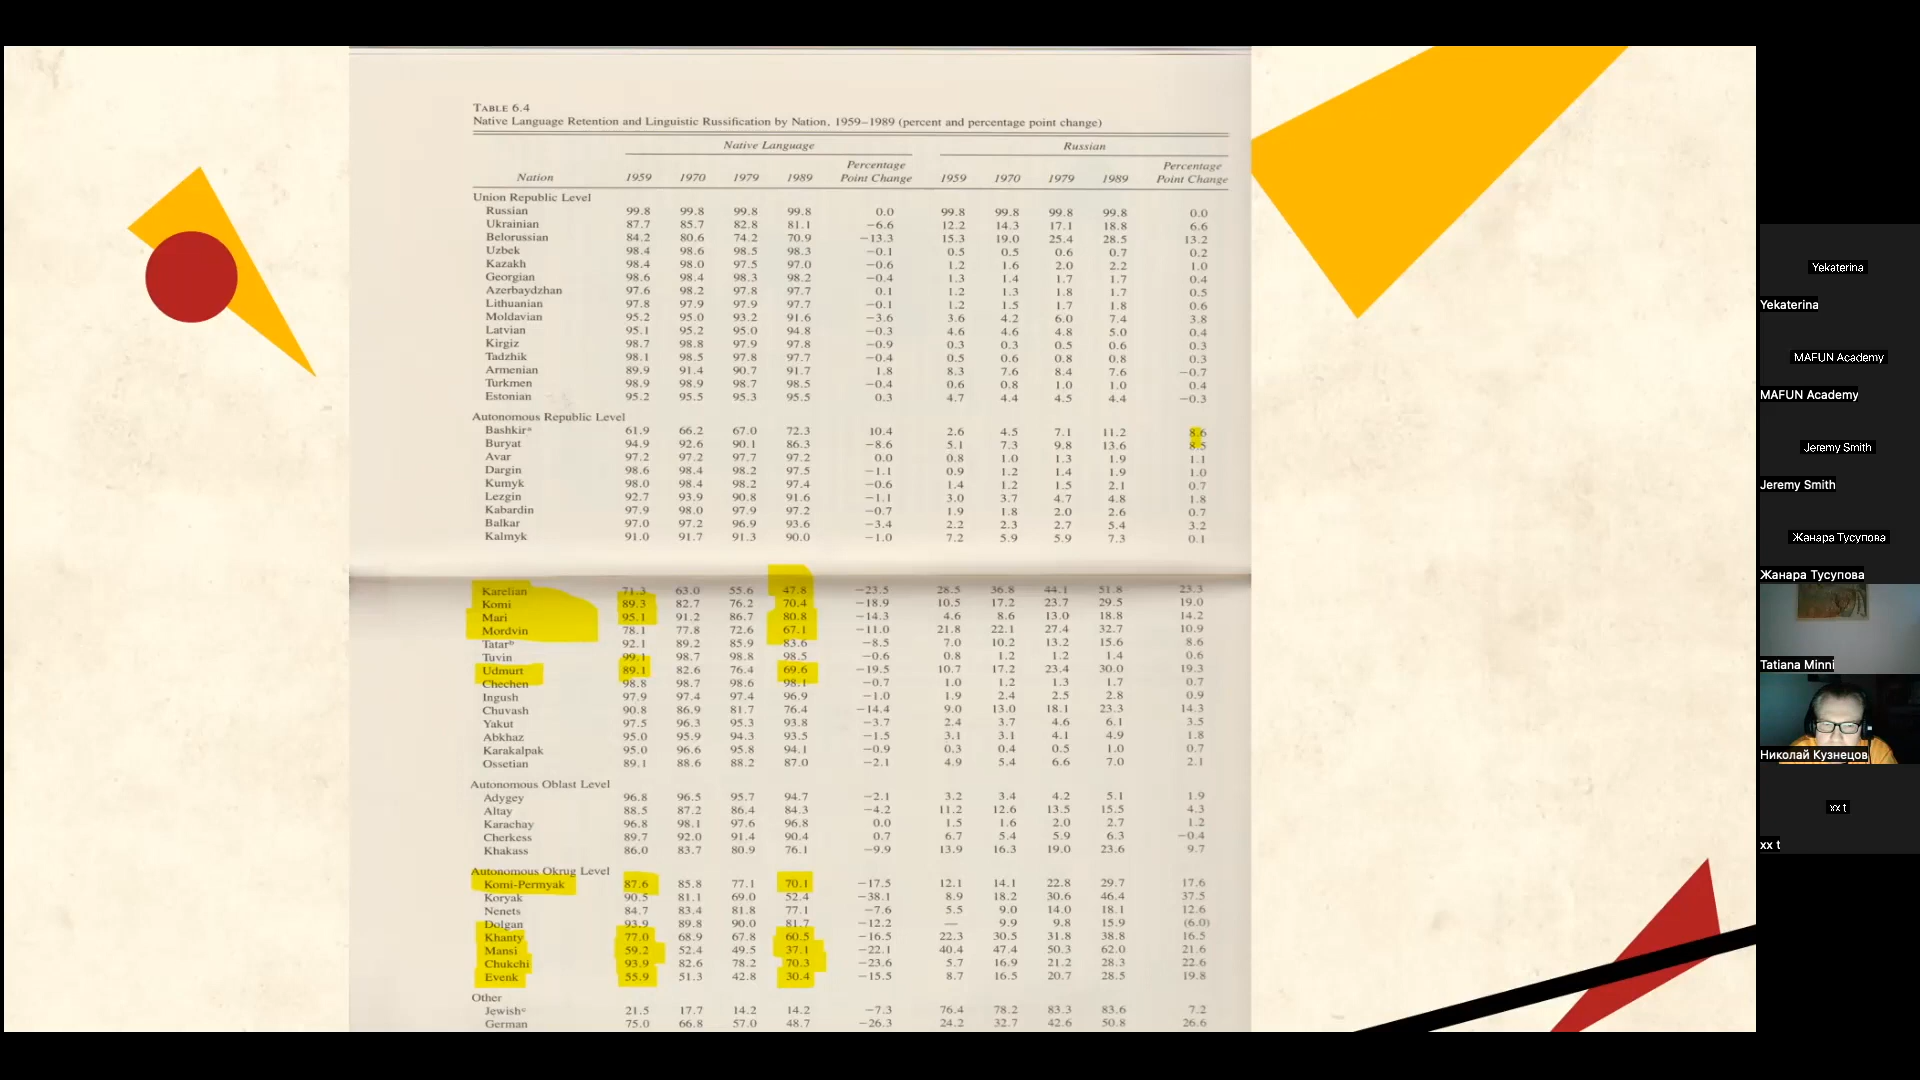 TABLE 6.4
Native Language Retention and Linguistic Russification by Nation, 1959–1989 (percent and percentage point change)
Native Language Russian
Percentage Percentage
Nation 1959 1970 1979 1989 Point Change 1959 1970 1979 1989 Point Change
Union Republic Level
Russian 99.8 99.8 99.8 99.8 0.0 99.8 99.8 99.8 99.8 0.0
Ukrainian 87.7 85.7 82.8 81.1 −6.6 12.2 14.3 17.1 18.8 6.6
Belorussian 84.2 80.6 74.2 70.9 −13.3 15.3 19.0 25.4 28.5 13.2
Uzbek 98.4 98.6 98.5 98.3 −0.1 0.5 0.5 0.6 0.7 0.2
Kazakh 98.4 98.0 97.5 97.0 −0.6 1.2 1.6 2.0 2.2 1.0
Georgian 98.6 98.4 98.3 98.2 −0.4 1.3 1.4 1.7 1.7 0.4
Azerbaydzhan 97.6 98.2 97.8 97.7 0.1 1.2 1.3 1.8 1.7 0.5
Lithuanian 97.8 97.9 97.9 97.7 −0.1 1.2 1.5 1.7 1.8 0.6
Moldavian 95.2 95.0 93.2 91.6 −3.6 3.6 4.2 6.0 7.4 3.8
Latvian 95.1 95.2 95.0 94.8 −0.3 4.6 4.6 4.8 5.0 0.4
Kirgiz 98.7 98.8 97.9 97.8 −0.9 0.3 0.3 0.5 0.6 0.3
Tadzhik 98.1 98.5 97.8 97.7 −0.4 0.5 0.6 0.8 0.8 0.3
Armenian 89.9 91.4 90.7 91.7 1.8 8.3 7.6 8.4 7.6 −0.7
Turkmen 98.9 98.9 98.7 98.5 −0.4 0.6 0.8 1.0 1.0 0.4
Estonian 95.2 95.5 95.3 95.5 0.3 4.7 4.4 4.5 4.4 −0.3
Autonomous Republic Level
Bashkirᵃ 61.9 66.2 67.0 72.3 10.4 2.6 4.5 7.1 11.2 8.6
Buryat 94.9 92.6 90.1 86.3 −8.6 5.1 7.3 9.8 13.6 8.5
Avar 97.2 97.2 97.7 97.2 0.0 0.8 1.0 1.3 1.9 1.1
Dargin 98.6 98.4 98.2 97.5 −1.1 0.9 1.2 1.4 1.9 1.0
Kumyk 98.0 98.4 98.2 97.4 −0.6 1.4 1.2 1.5 2.1 0.7
Lezgin 92.7 93.9 90.8 91.6 −1.1 3.0 3.7 4.7 4.8 1.8
Kabardin 97.9 98.0 97.9 97.2 −0.7 1.9 1.8 2.0 2.6 0.7
Balkar 97.0 97.2 96.9 93.6 −3.4 2.2 2.3 2.7 5.4 3.2
Kalmyk 91.0 91.7 91.3 90.0 −1.0 7.2 5.9 5.9 7.3 0.1
Karelian 71.3 63.0 55.6 47.8 −23.5 28.5 36.8 44.1 51.8 23.3
Komi 89.3 82.7 76.2 70.4 −18.9 10.5 17.2 23.7 29.5 19.0
Mari 95.1 91.2 86.7 80.8 −14.3 4.6 8.6 13.0 18.8 14.2
Mordvin 78.1 77.8 72.6 67.1 −11.0 21.8 22.1 27.4 32.7 10.9
Tatarᵇ 92.1 89.2 85.9 83.6 −8.5 7.0 10.2 13.2 15.6 8.6
Tuvin 99.1 98.7 98.8 98.5 −0.6 0.8 1.2 1.2 1.4 0.6
Udmurt 89.1 82.6 76.4 69.6 −19.5 10.7 17.2 23.4 30.0 19.3
Chechen 98.8 98.7 98.6 98.1 −0.7 1.0 1.2 1.3 1.7 0.7
Ingush 97.9 97.4 97.4 96.9 −1.0 1.9 2.4 2.5 2.8 0.9
Chuvash 90.8 86.9 81.7 76.4 −14.4 9.0 13.0 18.1 23.3 14.3
Yakut 97.5 96.3 95.3 93.8 −3.7 2.4 3.7 4.6 6.1 3.5
Abkhaz 95.0 95.9 94.3 93.5 −1.5 3.1 3.1 4.1 4.9 1.8
Karakalpak 95.0 96.6 95.8 94.1 −0.9 0.3 0.4 0.5 1.0 0.7
Ossetian 89.1 88.6 88.2 87.0 −2.1 4.9 5.4 6.6 7.0 2.1
Autonomous Oblast Level
Adygey 96.8 96.5 95.7 94.7 −2.1 3.2 3.4 4.2 5.1 1.9
Altay 88.5 87.2 86.4 84.3 −4.2 11.2 12.6 13.5 15.5 4.3
Karachay 96.8 98.1 97.6 96.8 0.0 1.5 1.6 2.0 2.7 1.2
Cherkess 89.7 92.0 91.4 90.4 0.7 6.7 5.4 5.9 6.3 −0.4
Khakass 86.0 83.7 80.9 76.1 −9.9 13.9 16.3 19.0 23.6 9.7
Autonomous Okrug Level
Komi-Permyak 87.6 85.8 77.1 70.1 −17.5 12.1 14.1 22.8 29.7 17.6
Koryak 90.5 81.1 69.0 52.4 −38.1 8.9 18.2 30.6 46.4 37.5
Nenets 84.7 83.4 81.8 77.1 −7.6 5.5 9.0 14.0 18.1 12.6
Dolgan 93.9 89.8 90.0 81.7 −12.2 — 9.9 9.8 15.9 (6.0)
Khanty 77.0 68.9 67.8 60.5 −16.5 22.3 30.5 31.8 38.8 16.5
Mansi 59.2 52.4 49.5 37.1 −22.1 40.4 47.4 50.3 62.0 21.6
Chukchi 93.9 82.6 78.2 70.3 −23.6 5.7 16.9 21.2 28.3 22.6
Evenk 55.9 51.3 42.8 30.4 −15.5 8.7 16.5 20.7 28.5 19.8
Other
Jewishᶜ 21.5 17.7 14.2 14.2 −7.3 76.4 78.2 83.3 83.6 7.2
German 75.0 66.8 57.0 48.7 −26.3 24.2 32.7 42.6 50.8 26.6
Yekaterina
Yekaterina
MAFUN Academy
MAFUN Academy
Jeremy Smith
Jeremy Smith
Жанара Тусупова
Жанара Тусупова
Tatiana Minni
Николай Кузнецов
xx t
xx t